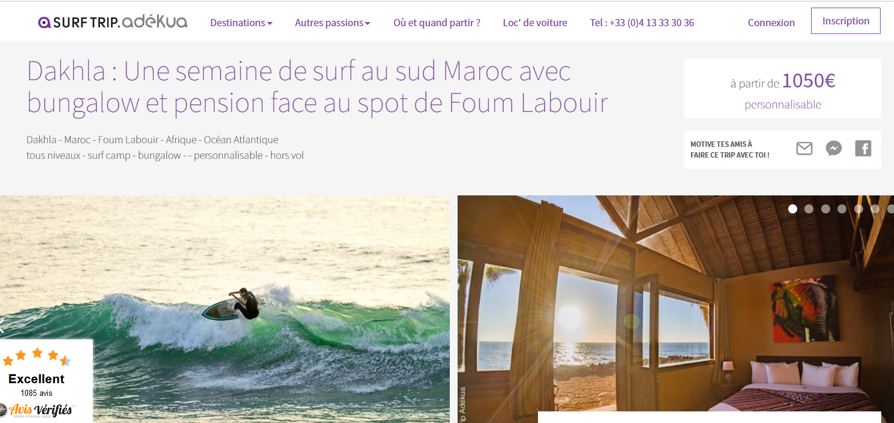 SURF TRIP. adékua
Destinations
Autres passions
Où et quand partir ?
Loc' de voiture
Tel : +33 (0)4 13 33 30 36
Connexion
Inscription
Dakhla : Une semaine de surf au sud Maroc avec
bungalow et pension face au spot de Foum Labouir
à partir de 1050€
personnalisable
Dakhla - Maroc - Foum Labouir - Afrique - Océan Atlantique
tous niveaux - surf camp - bungalow - - personnalisable - hors vol
MOTIVE TES AMIS À
FAIRE CE TRIP AVEC TOI !
Excellent
1085 avis
Avis Vérifiés
ip Adékua